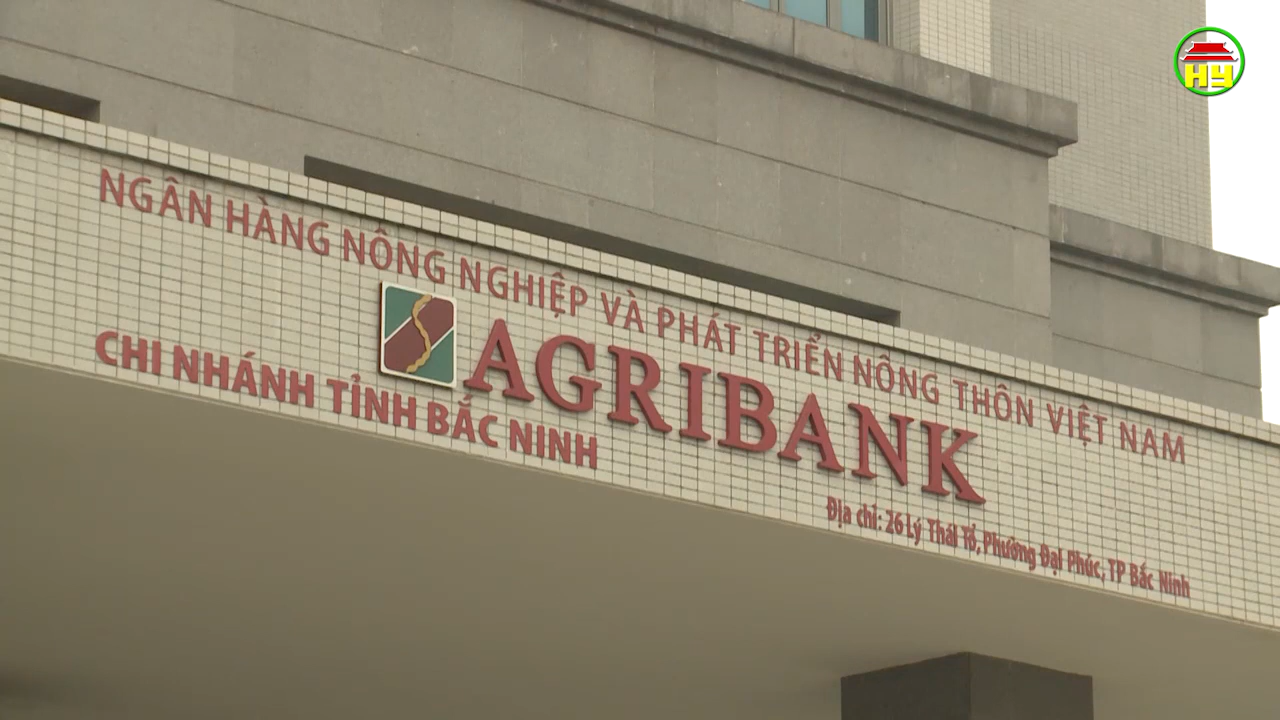 HY
NGÂN HÀNG NÔNG NGHIỆP VÀ PHÁT TRIỂN NÔNG THÔN VIỆT NAM
AGRIBANK
CHI NHÁNH TỈNH BẮC NINH
Địa chỉ: 26 Lý Thái Tổ, Phường Đại Phúc, TP Bắc Ninh